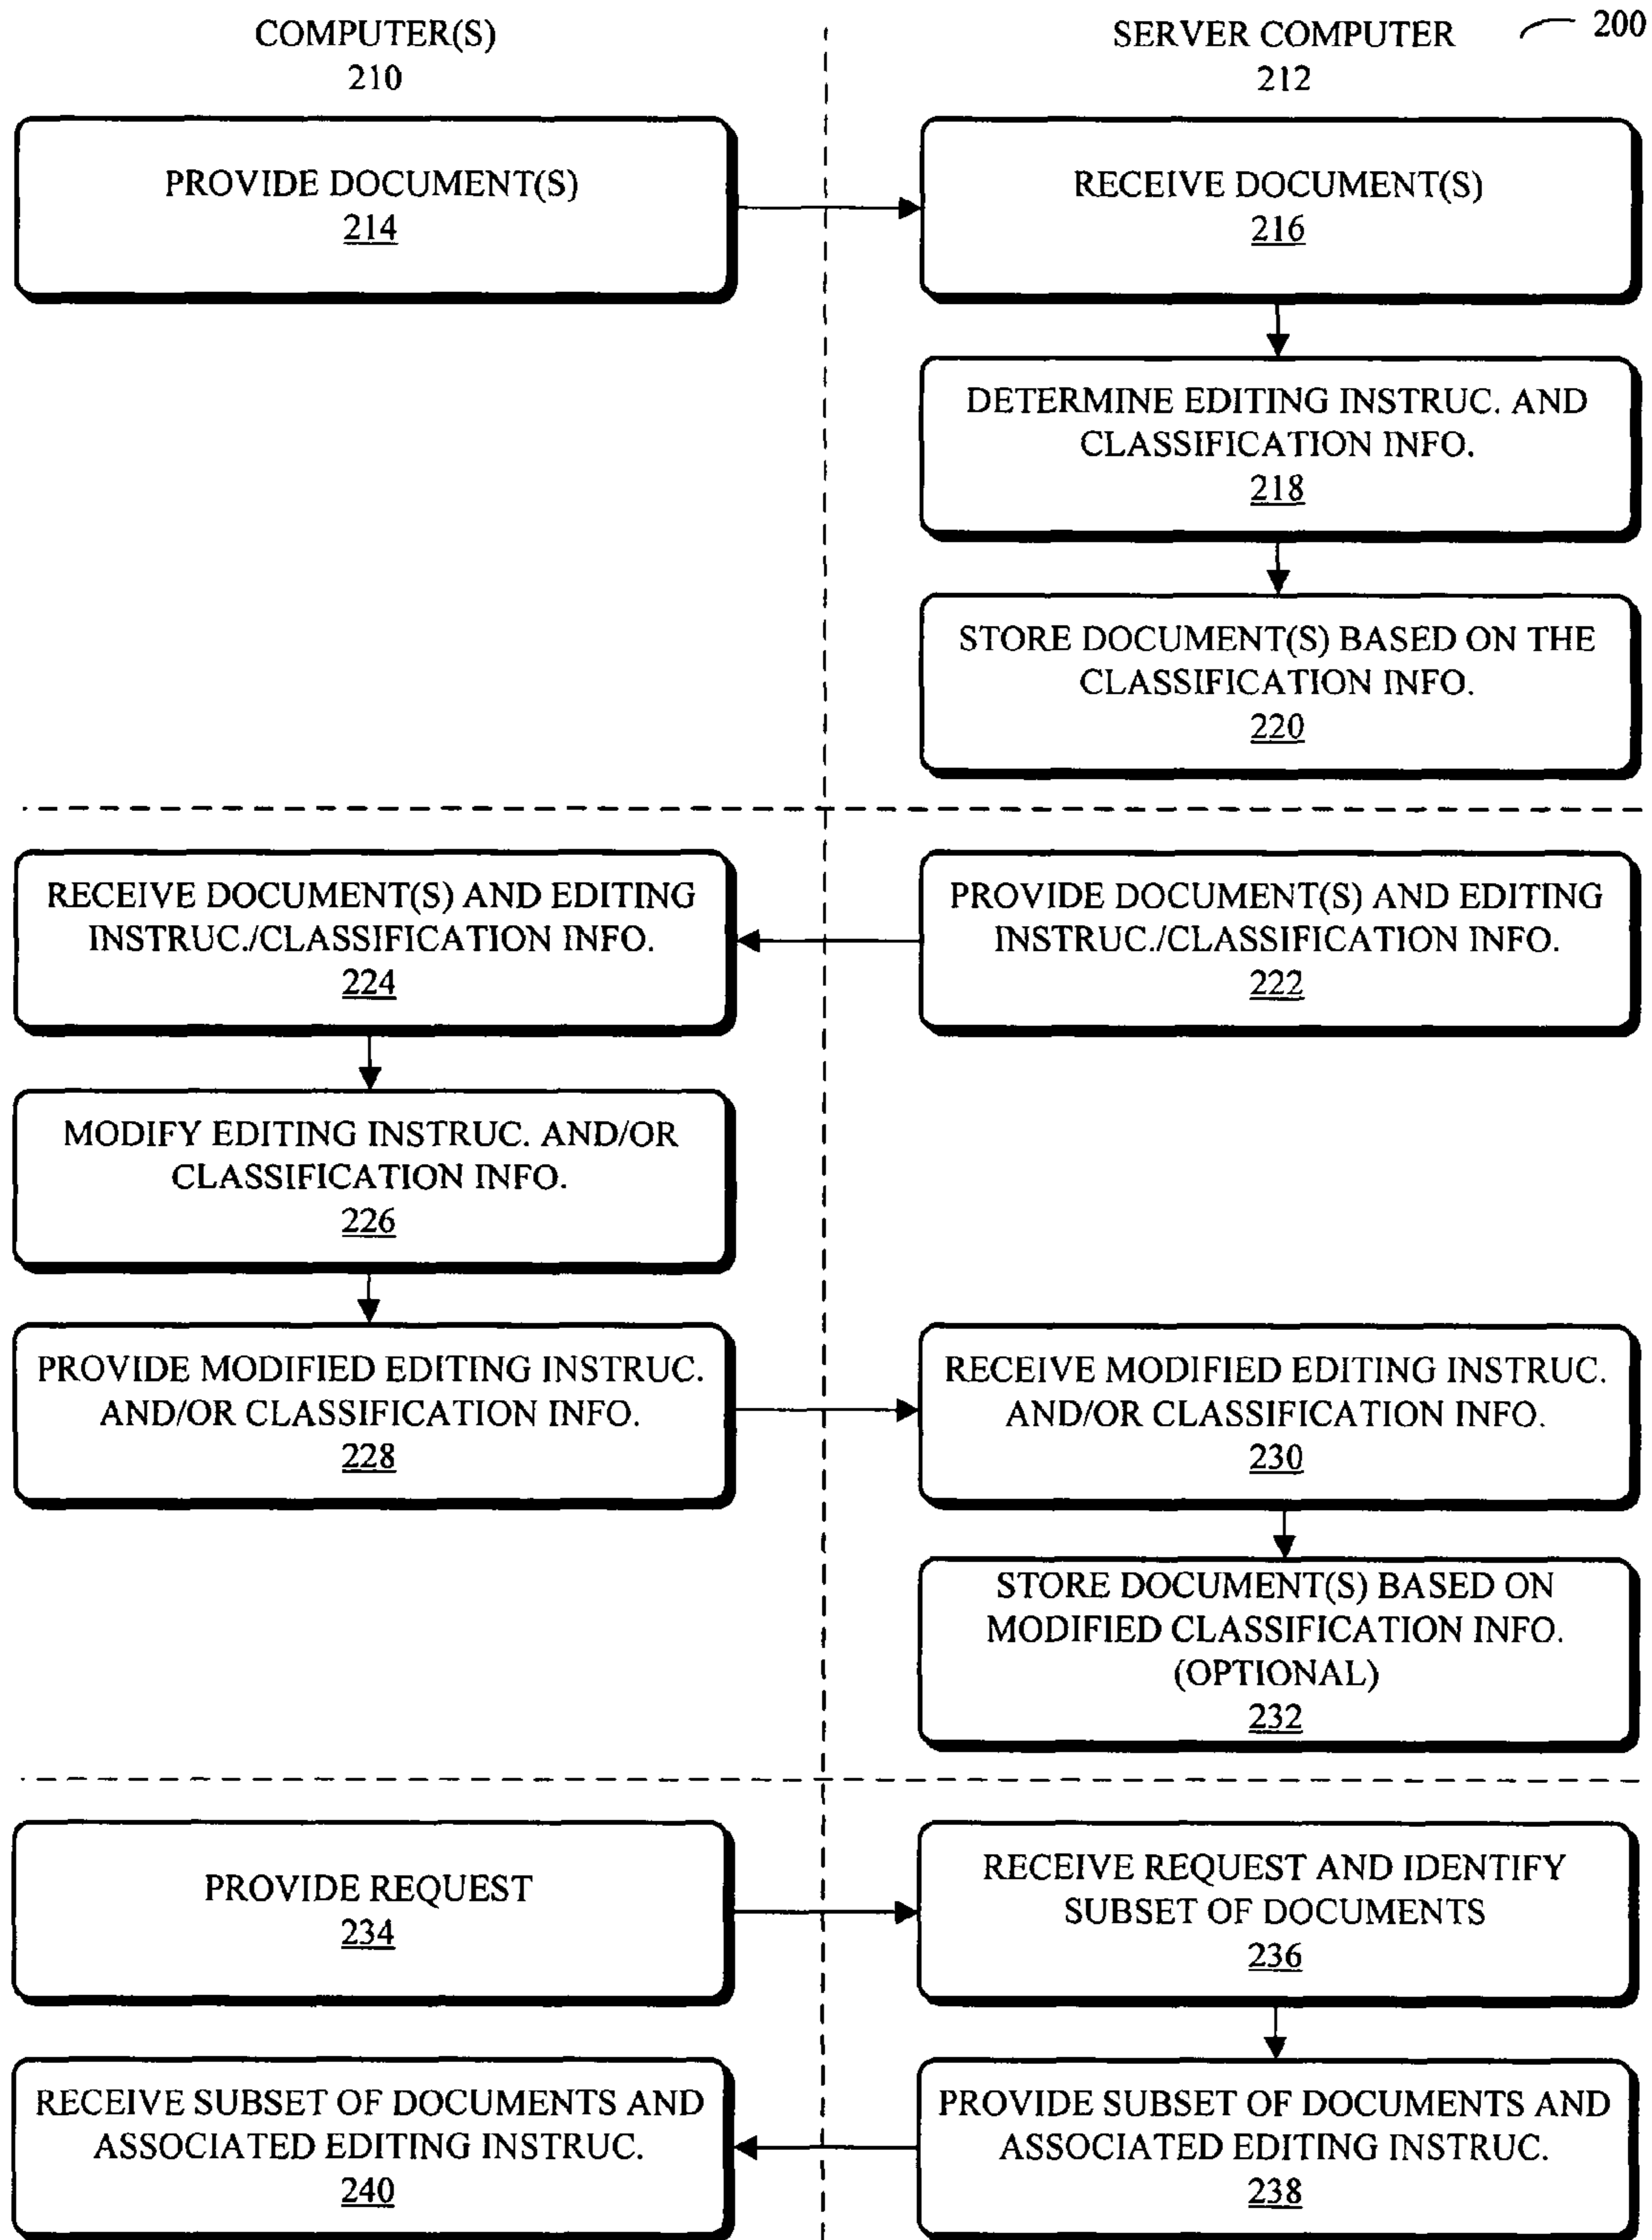 COMPUTER(S)
210
SERVER COMPUTER
212
200
PROVIDE DOCUMENT(S)
214
RECEIVE DOCUMENT(S)
216
DETERMINE EDITING INSTRUC. AND
CLASSIFICATION INFO.
218
STORE DOCUMENT(S) BASED ON THE
CLASSIFICATION INFO.
220
RECEIVE DOCUMENT(S) AND EDITING
INSTRUC./CLASSIFICATION INFO.
224
PROVIDE DOCUMENT(S) AND EDITING
INSTRUC./CLASSIFICATION INFO.
222
MODIFY EDITING INSTRUC. AND/OR
CLASSIFICATION INFO.
226
PROVIDE MODIFIED EDITING INSTRUC.
AND/OR CLASSIFICATION INFO.
228
RECEIVE MODIFIED EDITING INSTRUC.
AND/OR CLASSIFICATION INFO.
230
STORE DOCUMENT(S) BASED ON
MODIFIED CLASSIFICATION INFO.
(OPTIONAL)
232
PROVIDE REQUEST
234
RECEIVE REQUEST AND IDENTIFY
SUBSET OF DOCUMENTS
236
RECEIVE SUBSET OF DOCUMENTS AND
ASSOCIATED EDITING INSTRUC.
240
PROVIDE SUBSET OF DOCUMENTS AND
ASSOCIATED EDITING INSTRUC.
238